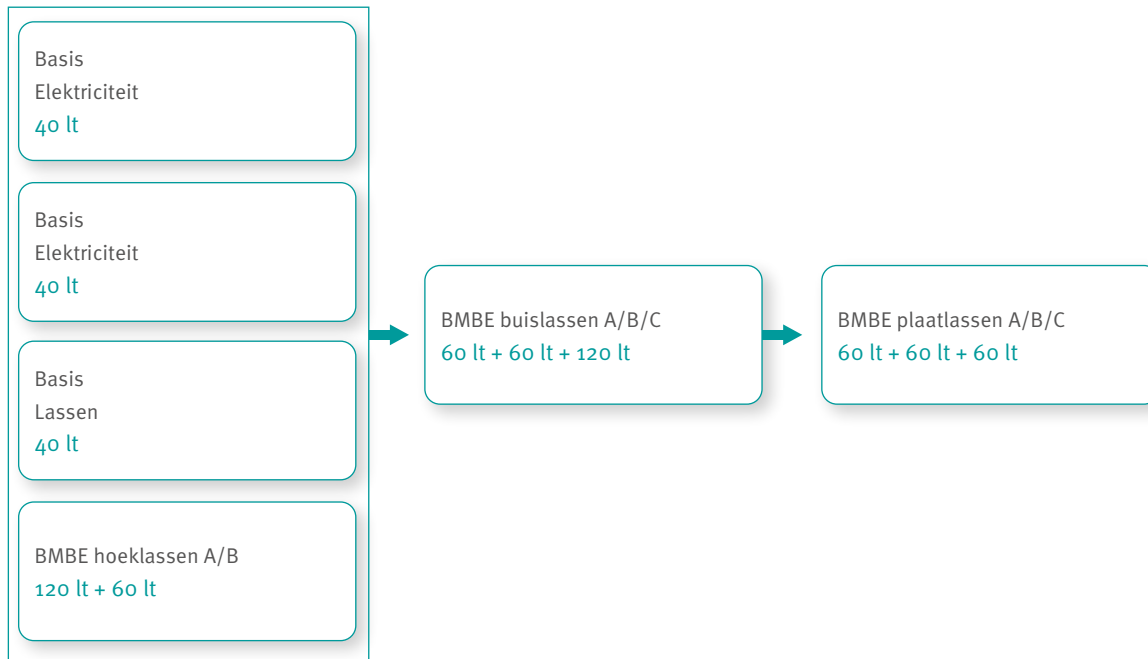 Basis
Elektriciteit
40 lt
Basis
Elektriciteit
40 lt
Basis
Lassen
40 lt
BMBE hoeklassen A/B
120 lt + 60 lt
BMBE buislassen A/B/C
60 lt + 60 lt + 120 lt
BMBE plaatlassen A/B/C
60 lt + 60 lt + 60 lt